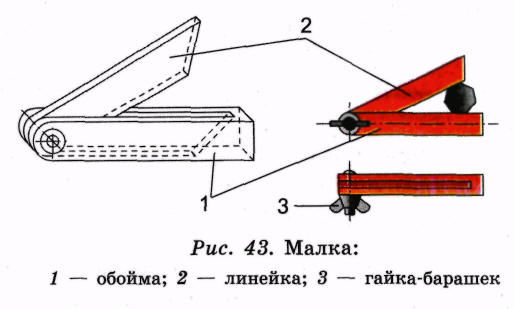 2
1
3
Рис. 43. Малка:
1 — обойма; 2 — линейка; 3 — гайка-барашек